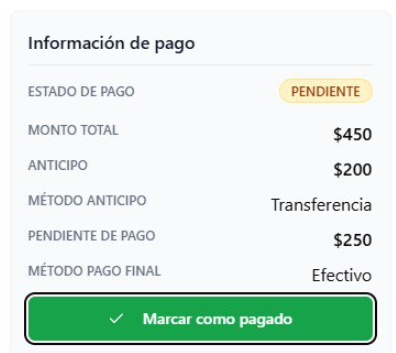 Información de pago
ESTADO DE PAGO PENDIENTE
MONTO TOTAL $450
ANTICIPO $200
MÉTODO ANTICIPO Transferencia
PENDIENTE DE PAGO $250
MÉTODO PAGO FINAL Efectivo
Marcar como pagado